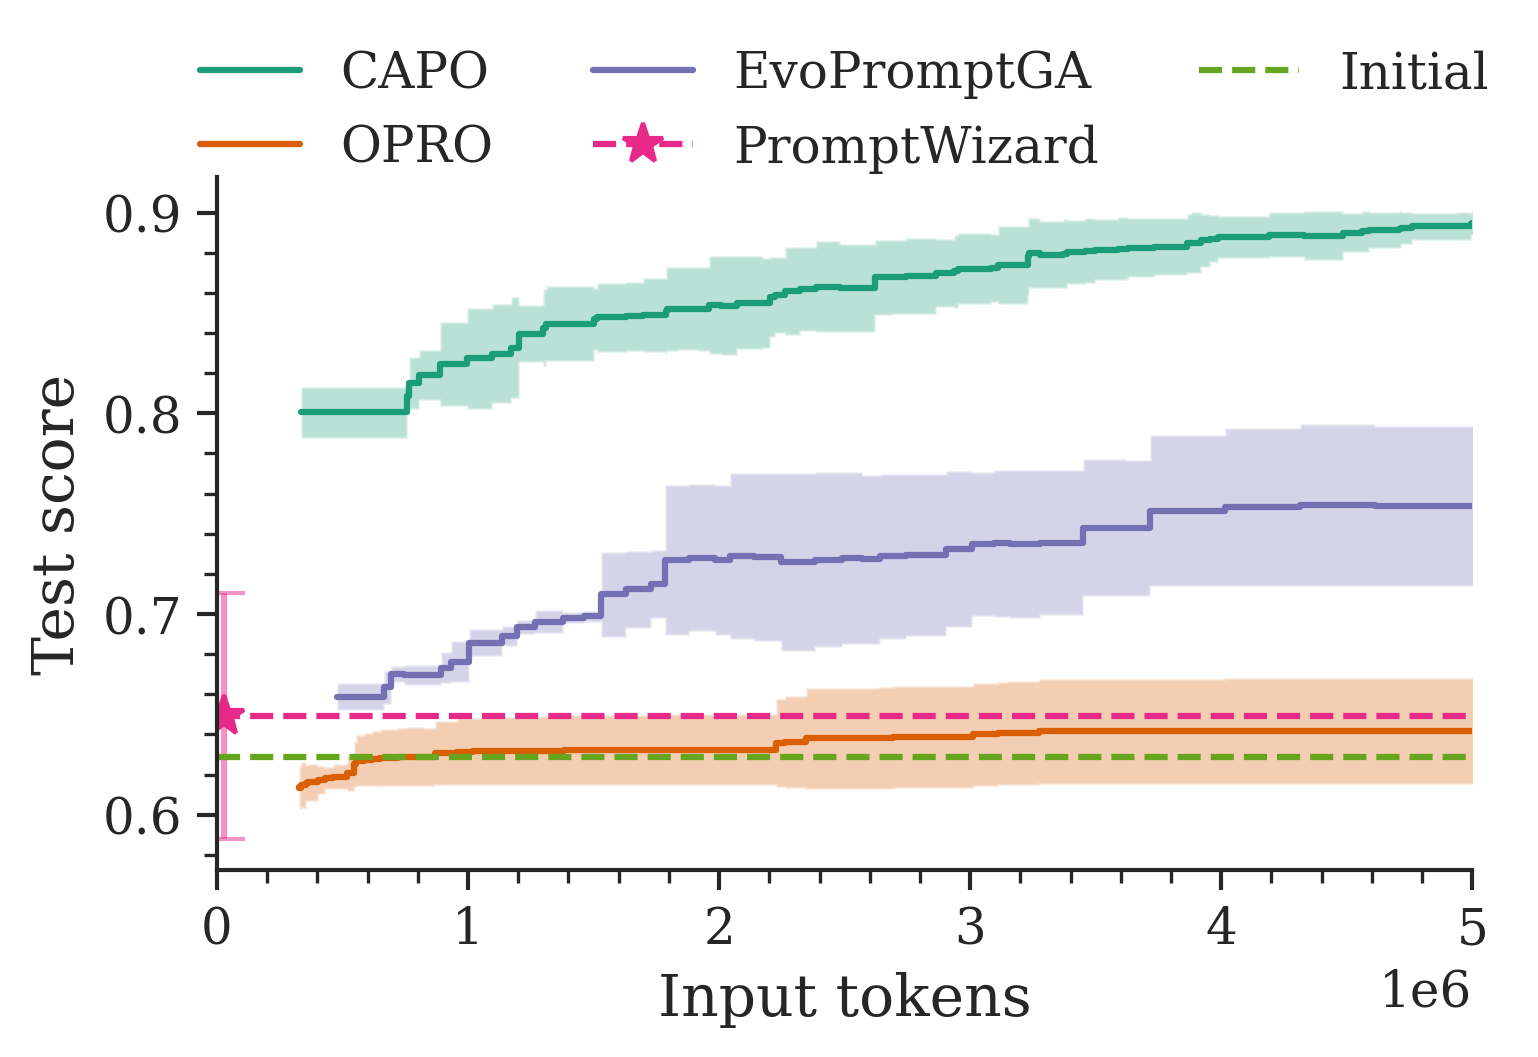 CAPO EvoPromptGA Initial
OPRO PromptWizard
0.9
0.8
0.7
0.6
Test score
0 1 2 3 4 5
1e6
Input tokens